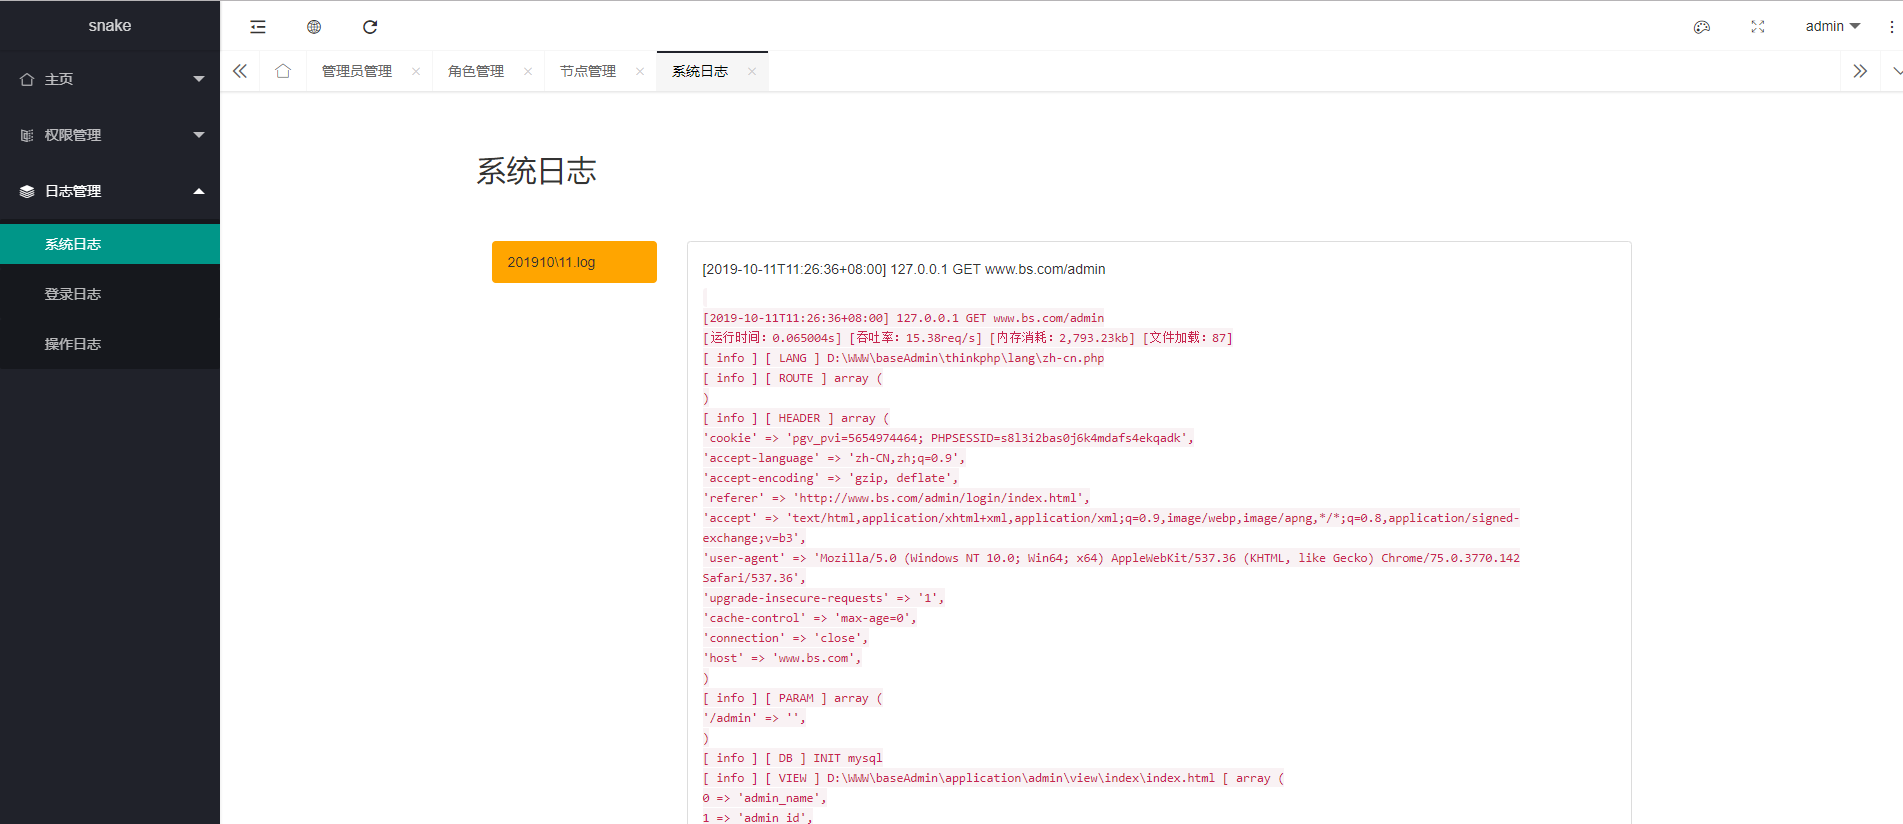 snake
admin
主页
权限管理
日志管理
系统日志
登录日志
操作日志
管理员管理
角色管理
节点管理
系统日志
系统日志
201910\11.log
[2019-10-11T11:26:36+08:00] 127.0.0.1 GET www.bs.com/admin
[2019-10-11T11:26:36+08:00] 127.0.0.1 GET www.bs.com/admin
[运行时间：0.065004s] [吞吐率：15.38req/s] [内存消耗：2,793.23kb] [文件加载：87]
[ info ] [ LANG ] D:\WWW\baseAdmin\thinkphp\lang\zh-cn.php
[ info ] [ ROUTE ] array (
)
[ info ] [ HEADER ] array (
'cookie' => 'pgv_pvi=5654974464; PHPSESSID=s8l3i2bas0j6k4mdafs4ekqadk',
'accept-language' => 'zh-CN,zh;q=0.9',
'accept-encoding' => 'gzip, deflate',
'referer' => 'http://www.bs.com/admin/login/index.html',
'accept' => 'text/html,application/xhtml+xml,application/xml;q=0.9,image/webp,image/apng,*/*;q=0.8,application/signed-
exchange;v=b3',
'user-agent' => 'Mozilla/5.0 (Windows NT 10.0; Win64; x64) AppleWebKit/537.36 (KHTML, like Gecko) Chrome/75.0.3770.142
Safari/537.36',
'upgrade-insecure-requests' => '1',
'cache-control' => 'max-age=0',
'connection' => 'close',
'host' => 'www.bs.com',
)
[ info ] [ PARAM ] array (
'/admin' => '',
)
[ info ] [ DB ] INIT mysql
[ info ] [ VIEW ] D:\WWW\baseAdmin\application\admin\view\index\index.html [ array (
0 => 'admin_name',
1 => 'admin_id',